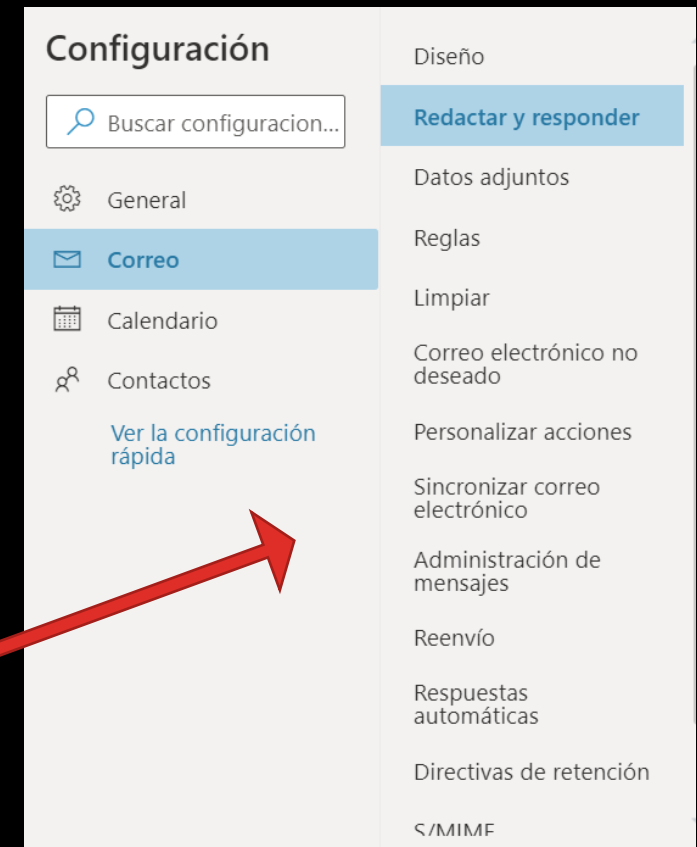 Configuración
Buscar configuracion...
General
Correo
Calendario
Contactos
Ver la configuración
rápida
Diseño
Redactar y responder
Datos adjuntos
Reglas
Limpiar
Correo electrónico no
deseado
Personalizar acciones
Sincronizar correo
electrónico
Administración de
mensajes
Reenvío
Respuestas
automáticas
Directivas de retención
S/MIME